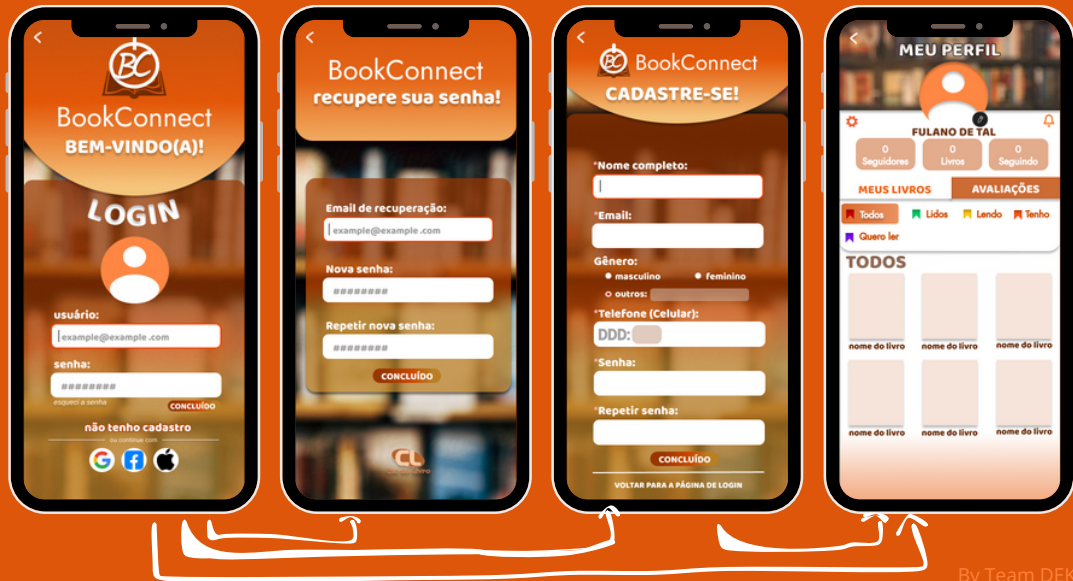 BC
BookConnect
BEM-VINDO(A)!
LOGIN
usuário:
example@example.com
senha:
########
esqueci a senha
CONCLUÍDO
não tenho cadastro
ou continue com
G
BookConnect
recupere sua senha!
Email de recuperação:
example@example.com
Nova senha:
########
Repetir nova senha:
########
CONCLUÍDO
CL
BC BookConnect
CADASTRE-SE!
*Nome completo:
*Email:
Gênero:
masculino feminino
outros:
*Telefone (Celular):
DDD:
*Senha:
*Repetir senha:
CONCLUÍDO
VOLTAR PARA A PÁGINA DE LOGIN
MEU PERFIL
FULANO DE TAL
0 0 0
Seguidores Livros Seguindo
MEUS LIVROS AVALIAÇÕES
Todos Lidos Lendo Tenho
Quero ler
TODOS
nome do livro nome do livro nome do livro
nome do livro nome do livro nome do livro
By Team DEK